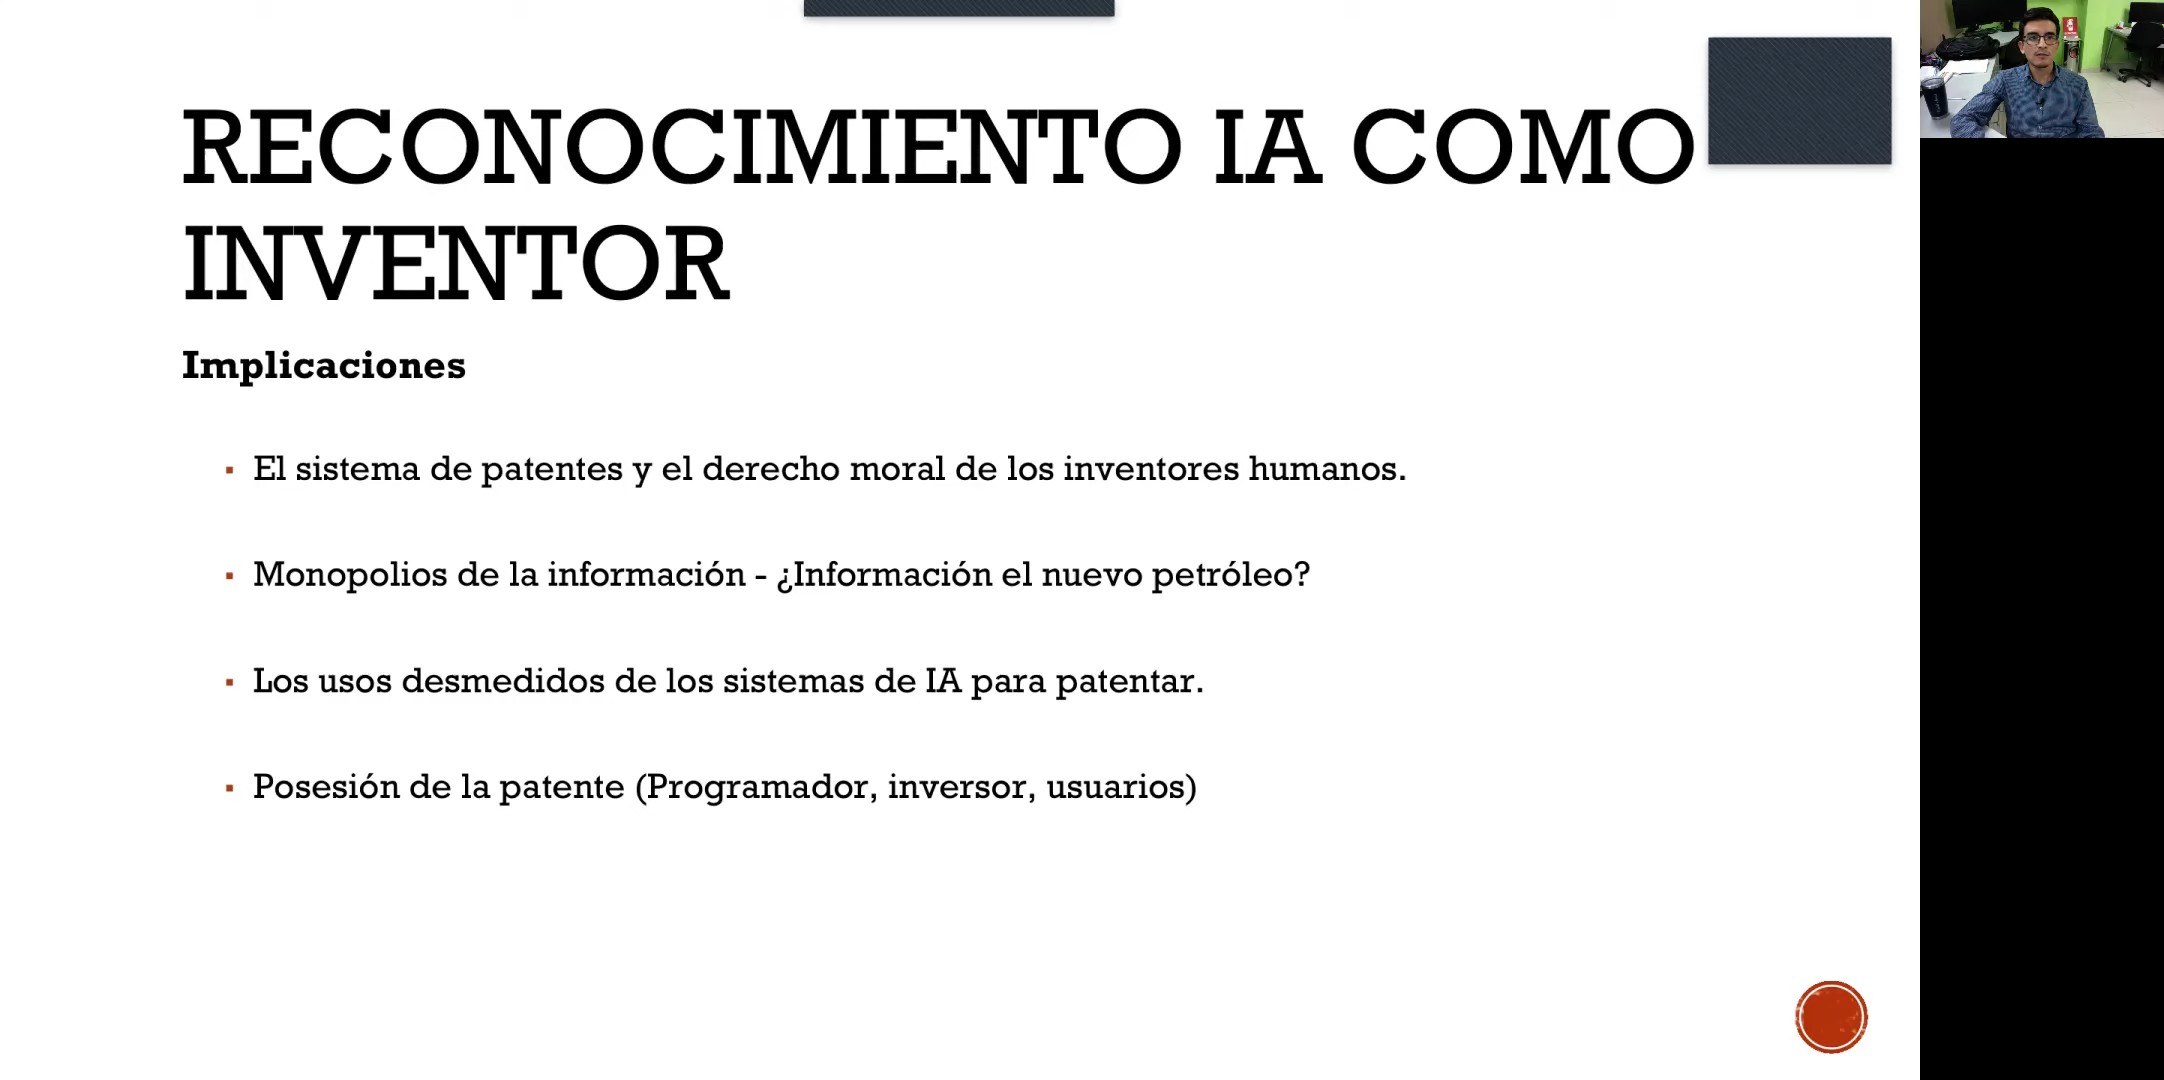 RECONOCIMIENTO IA COMO
INVENTOR
Implicaciones
▪ El sistema de patentes y el derecho moral de los inventores humanos.
▪ Monopolios de la información - ¿Información el nuevo petróleo?
▪ Los usos desmedidos de los sistemas de IA para patentar.
▪ Posesión de la patente (Programador, inversor, usuarios)